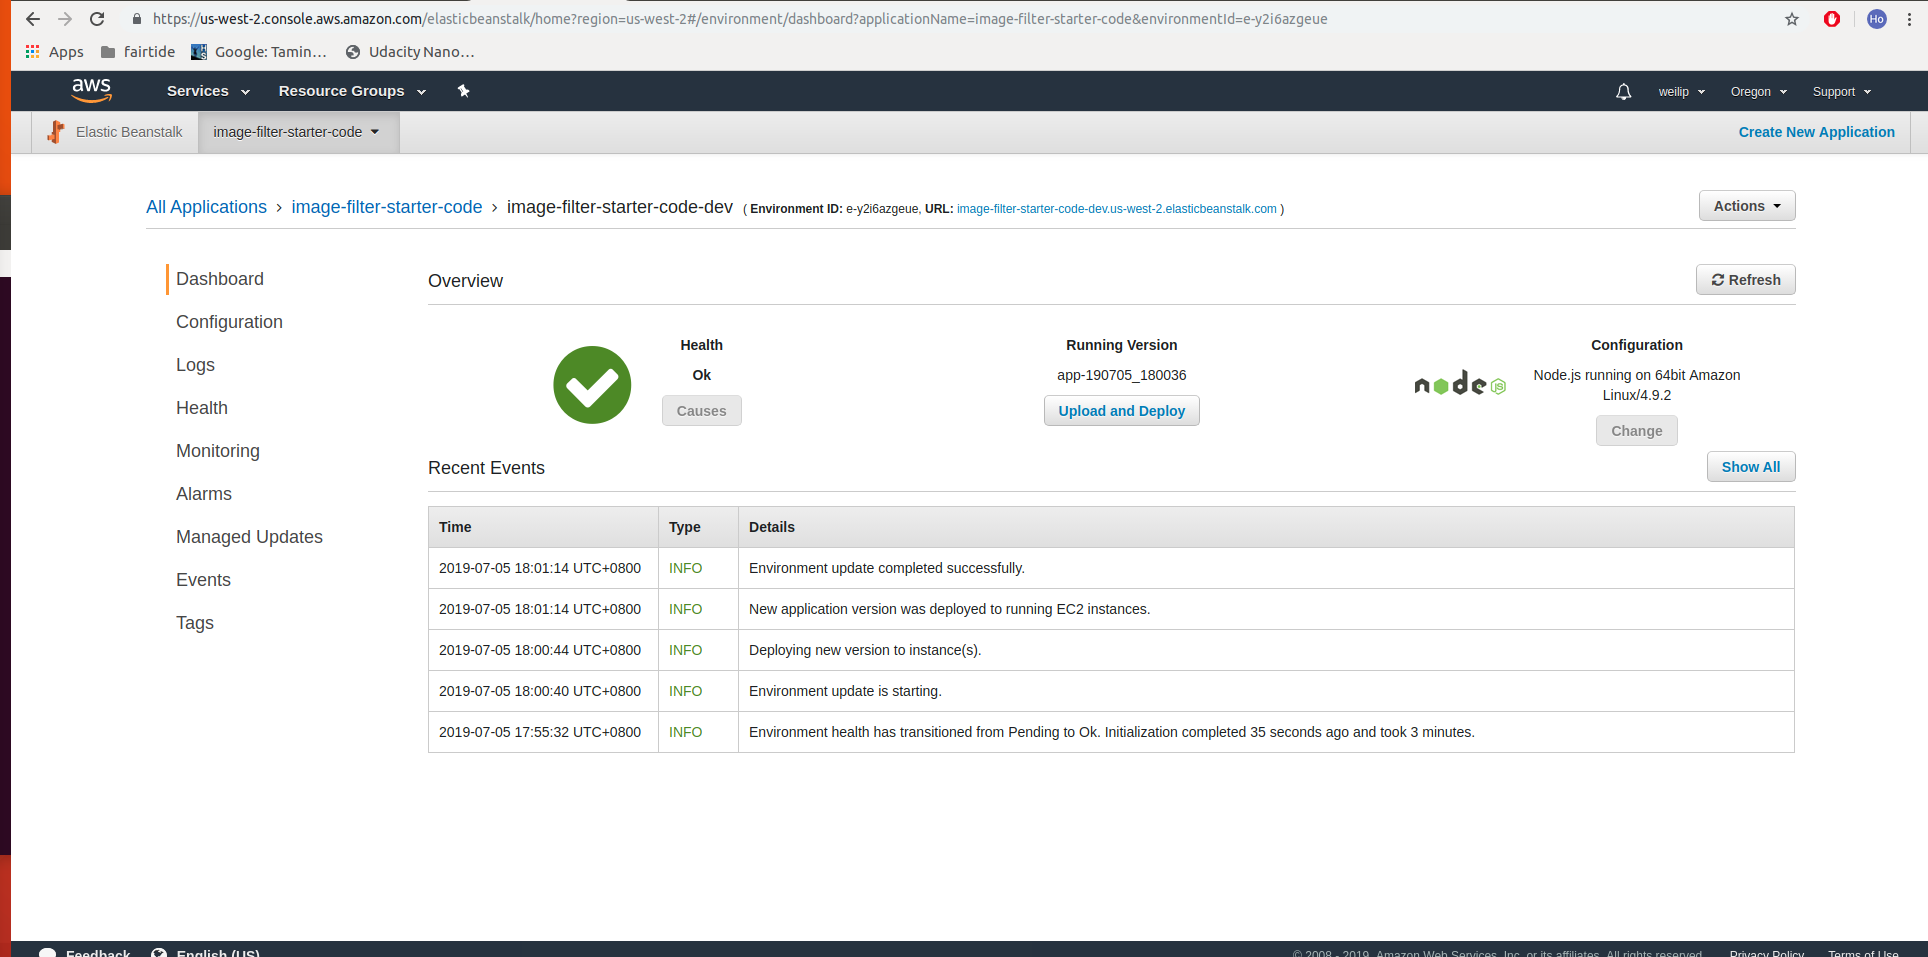 https://us-west-2.console.aws.amazon.com/elasticbeanstalk/home?region=us-west-2#/environment/dashboard?applicationName=image-filter-starter-code&environmentId=e-y2i6azgeue
Ho
Apps fairtide Google: Tamin... Udacity Nano...
aws Services Resource Groups weilip Oregon Support
Elastic Beanstalk image-filter-starter-code Create New Application
All Applications > image-filter-starter-code > image-filter-starter-code-dev ( Environment ID: e-y2i6azgeue, URL: image-filter-starter-code-dev.us-west-2.elasticbeanstalk.com ) Actions
Dashboard
Configuration
Logs
Health
Monitoring
Alarms
Managed Updates
Events
Tags
Overview Refresh
Health
Ok
Causes
Running Version
app-190705_180036
Upload and Deploy
node JS
Configuration
Node.js running on 64bit Amazon
Linux/4.9.2
Change
Recent Events Show All
Time Type Details
2019-07-05 18:01:14 UTC+0800 INFO Environment update completed successfully.
2019-07-05 18:01:14 UTC+0800 INFO New application version was deployed to running EC2 instances.
2019-07-05 18:00:44 UTC+0800 INFO Deploying new version to instance(s).
2019-07-05 18:00:40 UTC+0800 INFO Environment update is starting.
2019-07-05 17:55:32 UTC+0800 INFO Environment health has transitioned from Pending to Ok. Initialization completed 35 seconds ago and took 3 minutes.
Feedback English (US) © 2008 - 2019, Amazon Web Services, Inc. or its affiliates. All rights reserved. Privacy Policy Terms of Use